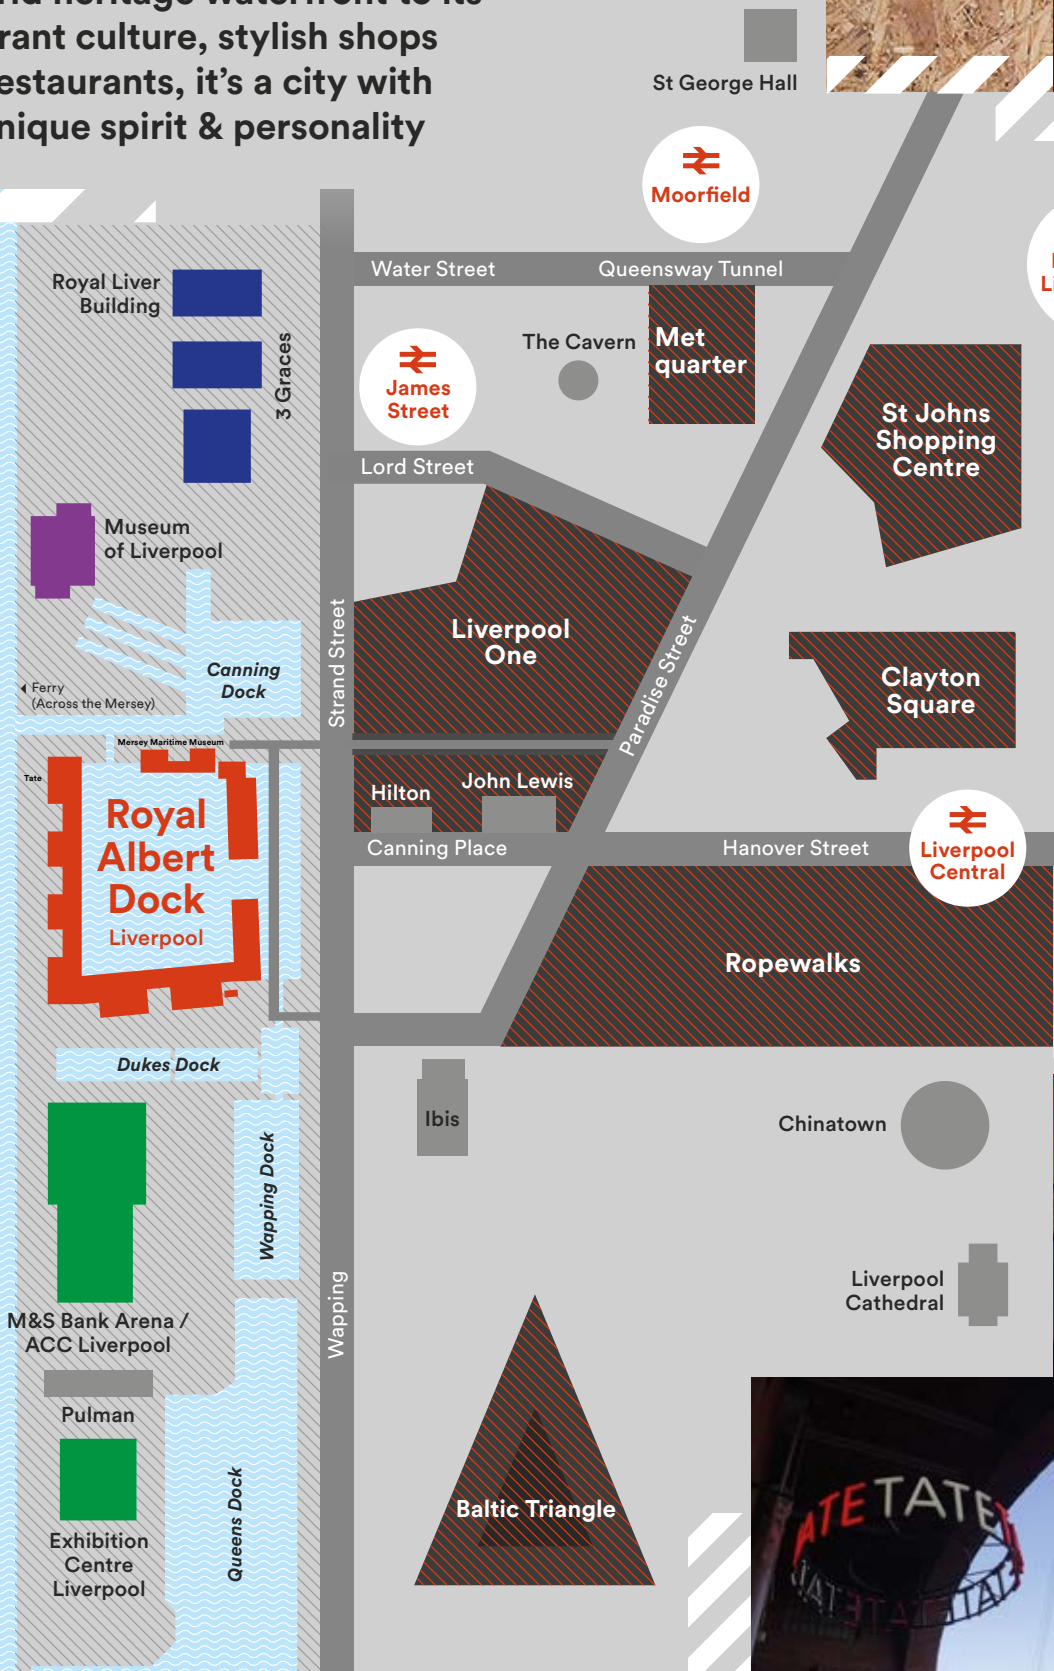 rant culture, stylish shops
estaurants, it's a city with
nique spirit & personality
St George Hall
Moorfield
Water Street
Queensway Tunnel
Royal Liver
Building
3 Graces
The Cavern
Met
quarter
James
Street
St Johns
Shopping
Centre
Lord Street
Museum
of Liverpool
Liverpool
One
Strand Street
Paradise Street
Canning
Dock
Clayton
Square
Ferry
(Across the Mersey)
Mersey Maritime Museum
Tate
Royal
Albert
Dock
Liverpool
Hilton
John Lewis
Canning Place
Hanover Street
Liverpool
Central
Ropewalks
Dukes Dock
Ibis
Chinatown
Wapping Dock
Wapping
Liverpool
Cathedral
M&S Bank Arena /
ACC Liverpool
Pulman
Baltic Triangle
Exhibition
Centre
Liverpool
Queens Dock
ATE TATE